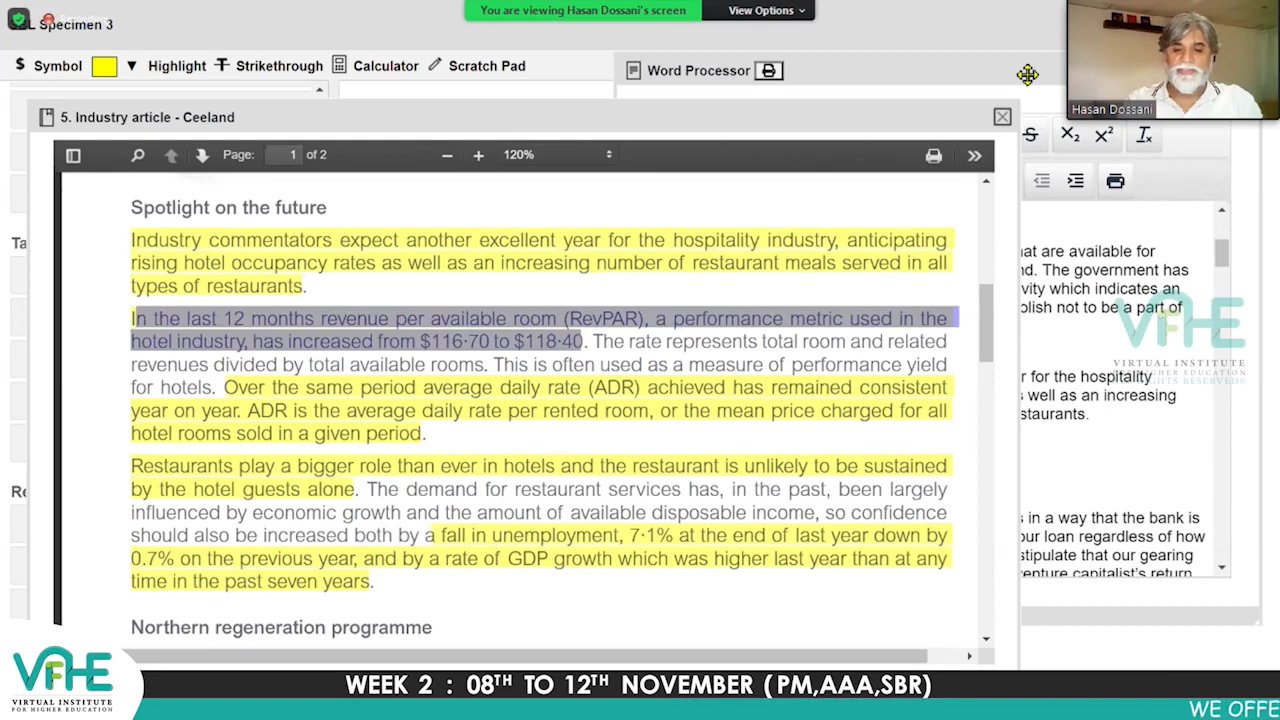 You are viewing Hasan Dossani's screen
View Options
L Specimen 3
$ Symbol
Highlight
Strikethrough
Calculator
Scratch Pad
Word Processor
Hasan Dossani
5. Industry article - Ceeland
Page: 1 of 2
120%
Spotlight on the future
Industry commentators expect another excellent year for the hospitality industry, anticipating
rising hotel occupancy rates as well as an increasing number of restaurant meals served in all
types of restaurants.
In the last 12 months revenue per available room (RevPAR), a performance metric used in the
hotel industry, has increased from $116·70 to $118·40. The rate represents total room and related
revenues divided by total available rooms. This is often used as a measure of performance yield
for hotels. Over the same period average daily rate (ADR) achieved has remained consistent
year on year. ADR is the average daily rate per rented room, or the mean price charged for all
hotel rooms sold in a given period.
Restaurants play a bigger role than ever in hotels and the restaurant is unlikely to be sustained
by the hotel guests alone. The demand for restaurant services has, in the past, been largely
influenced by economic growth and the amount of available disposable income, so confidence
should also be increased both by a fall in unemployment, 7·1% at the end of last year down by
0.7% on the previous year, and by a rate of GDP growth which was higher last year than at any
time in the past seven years.
Northern regeneration programme
Ta
Re
hat are available for
nd. The government has
vity which indicates an
blish not to be a part of
er for the hospitality
s well as an increasing
staurants.
s in a way that the bank is
our loan regardless of how
stipulate that our gearing
enture capitalist's return
VIRTUAL INSTITUTE
VIFHE
VIRTUAL INSTITUTE
FOR HIGHER EDUCATION
WEEK 2 : 08TH TO 12TH NOVEMBER (PM,AAA,SBR)
WE OFFE